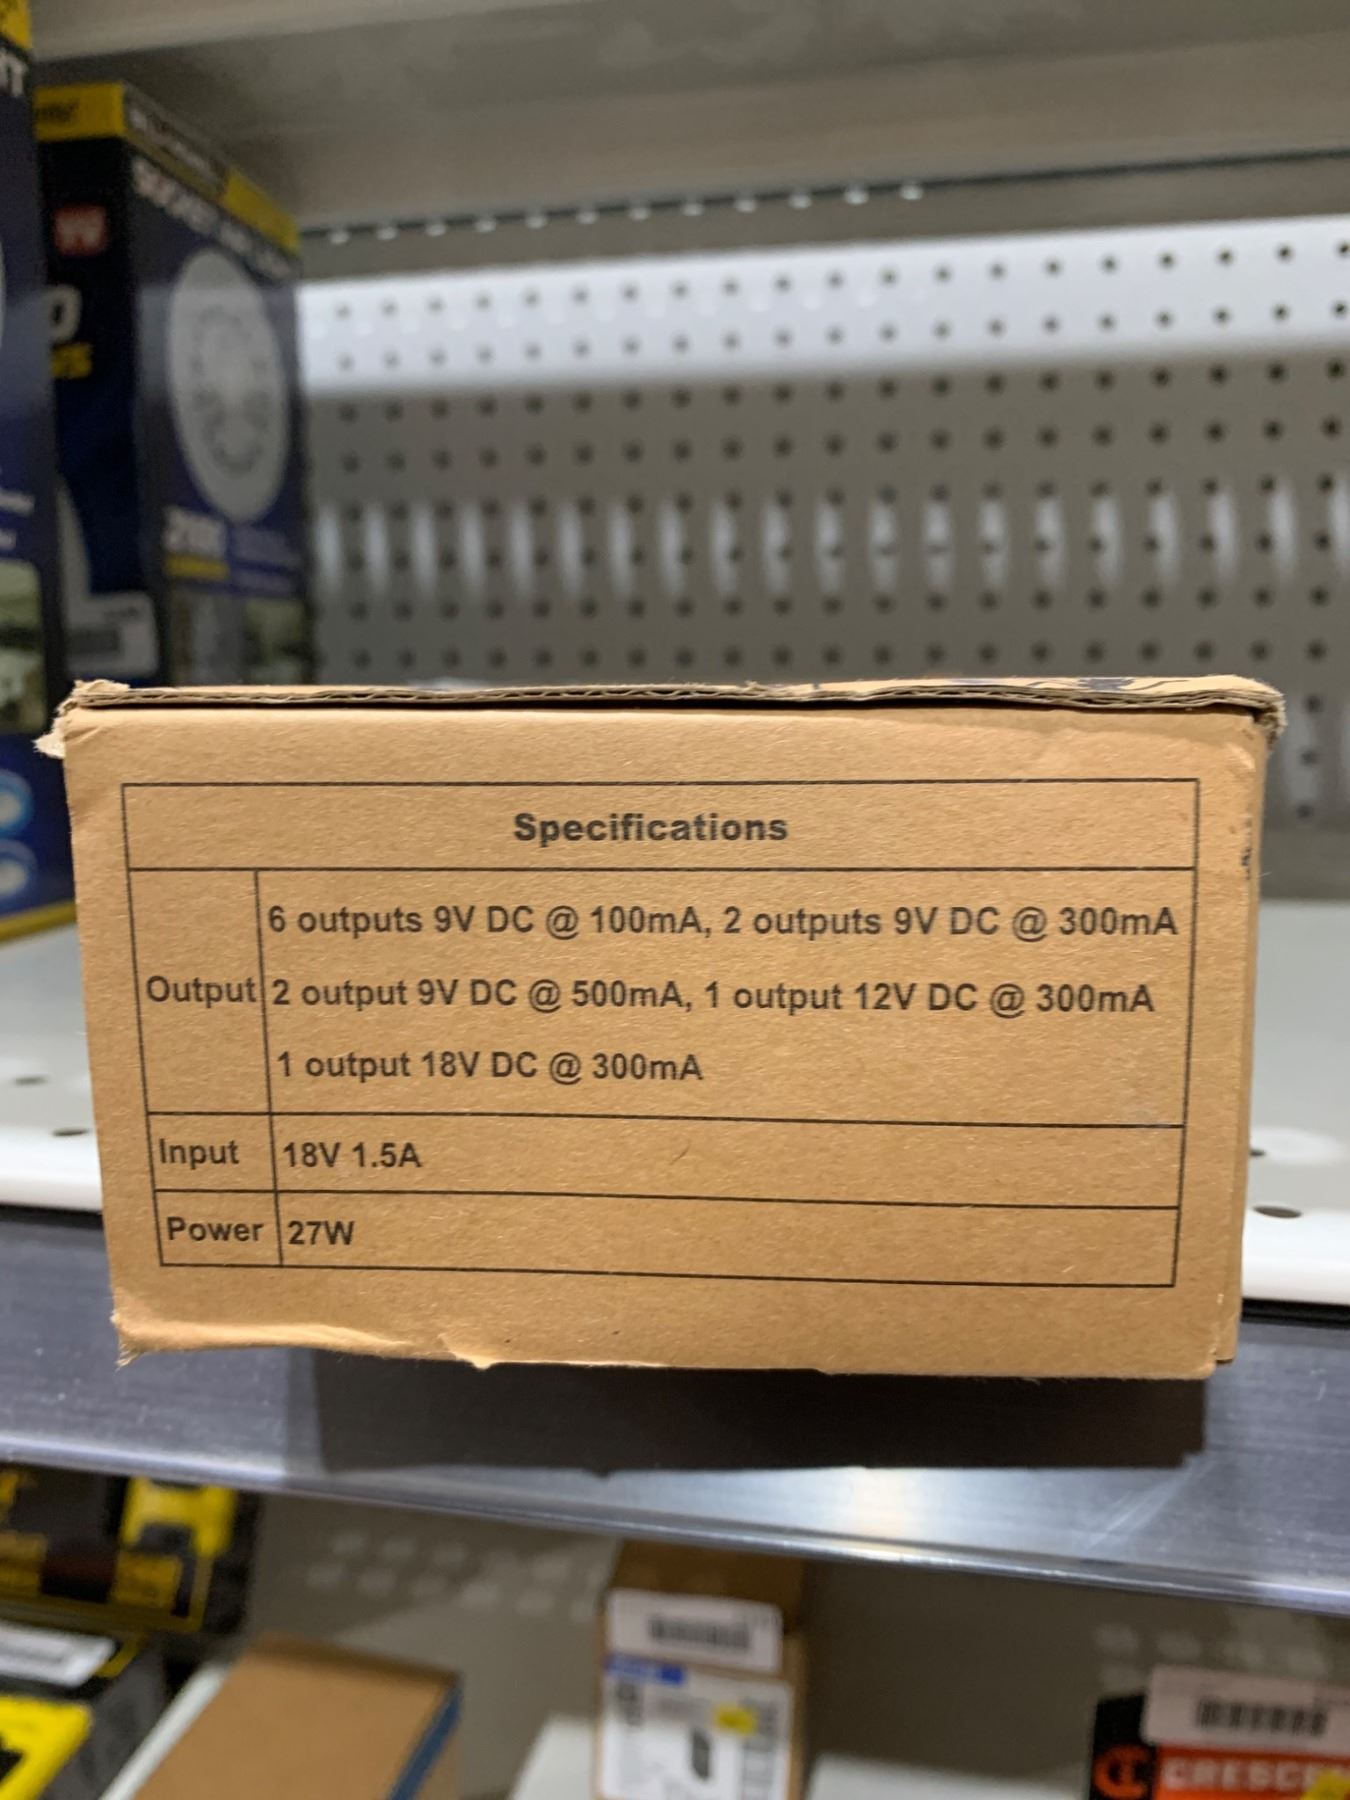 Specifications
Output
6 outputs 9V DC @ 100mA, 2 outputs 9V DC @ 300mA
2 output 9V DC @ 500mA, 1 output 12V DC @ 300mA
1 output 18V DC @ 300mA
Input
18V 1.5A
Power
27W